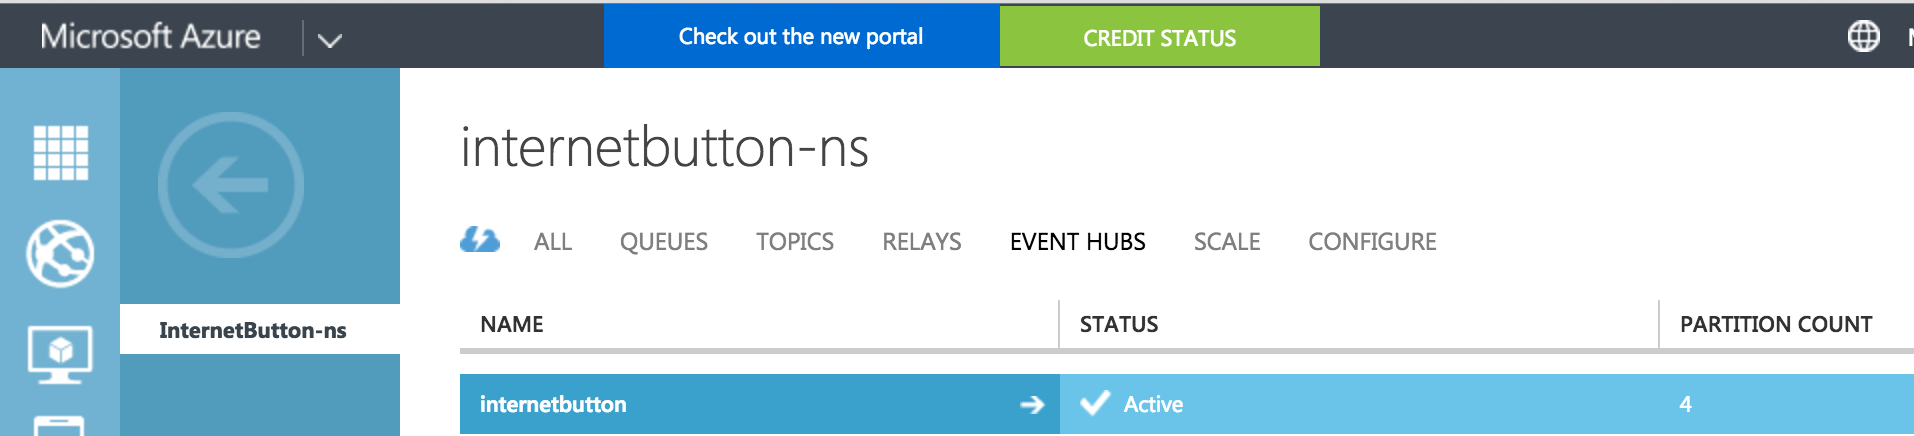 Microsoft Azure
Check out the new portal
CREDIT STATUS
internetbutton-ns
ALL QUEUES TOPICS RELAYS EVENT HUBS SCALE CONFIGURE
InternetButton-ns
NAME STATUS PARTITION COUNT
internetbutton Active 4